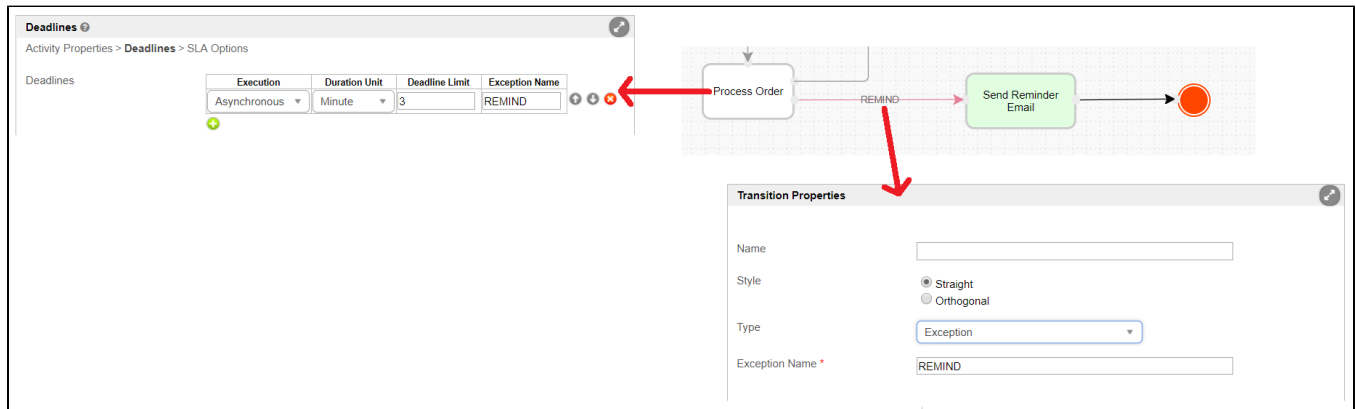 Deadlines
Activity Properties > Deadlines > SLA Options
Deadlines
Execution Duration Unit Deadline Limit Exception Name
Asynchronous Minute 3 REMIND
Process Order
REMIND
Send Reminder
Email
Transition Properties
Name
Style
Straight
Orthogonal
Type
Exception
Exception Name *
REMIND